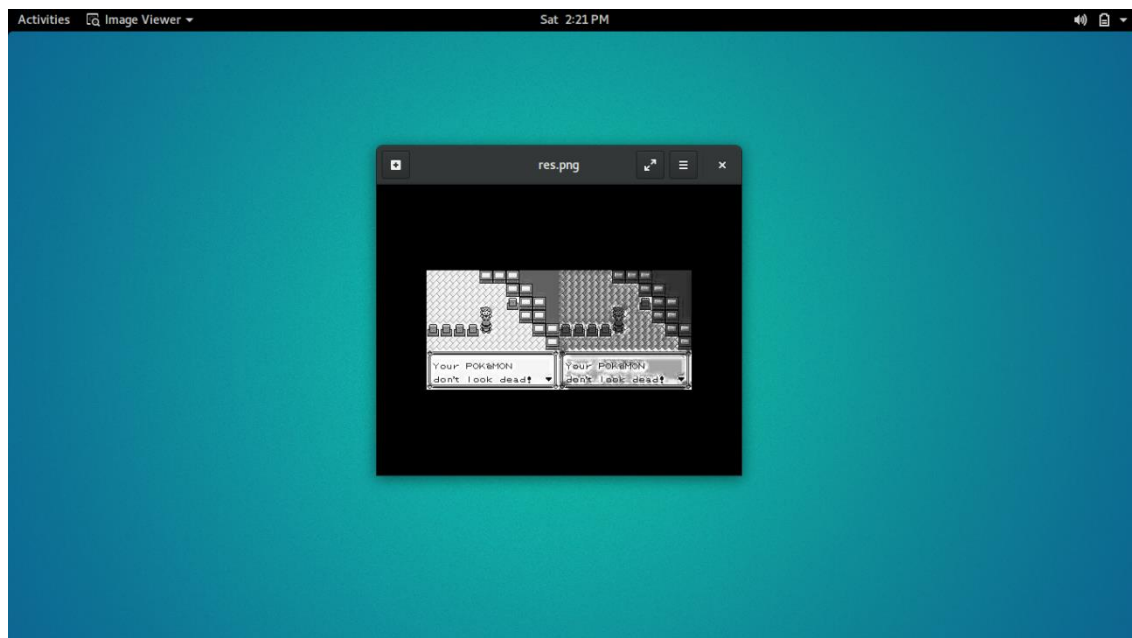 Activities Image Viewer Sat 2:21 PM
res.png
Your POKéMON Your POKéMON
don't look dead! don't look dead!